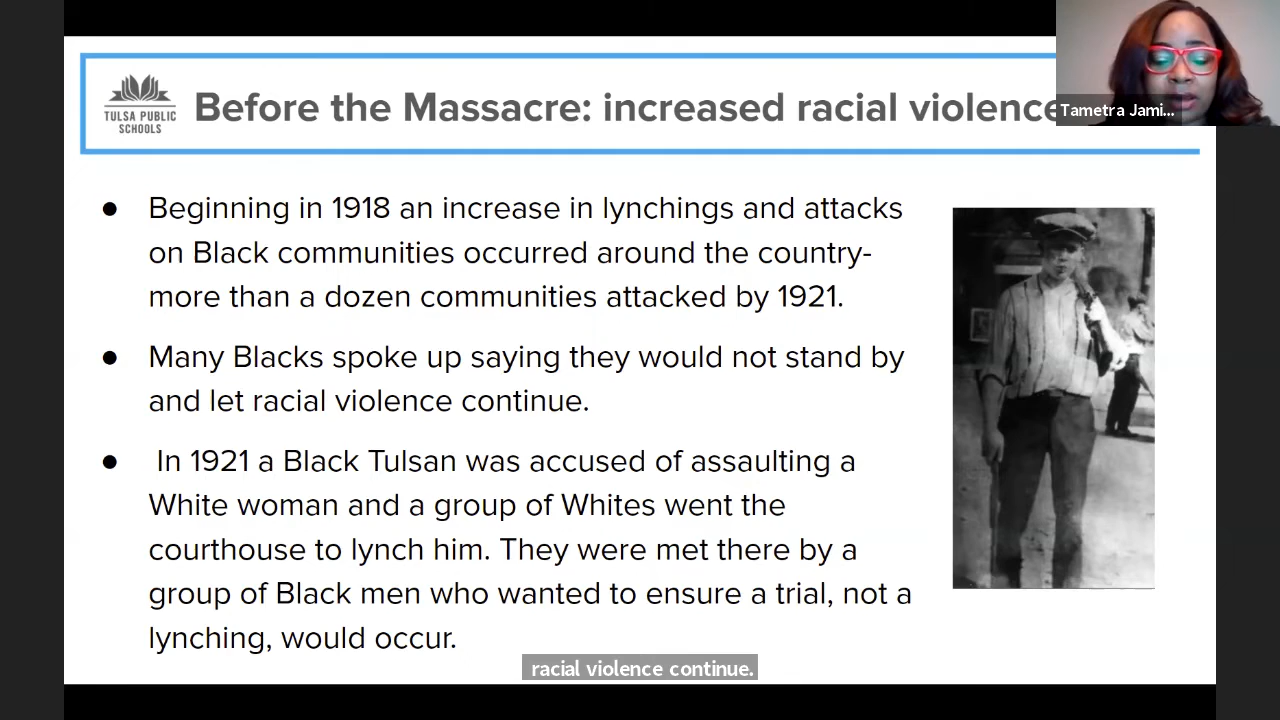 TULSA PUBLIC
SCHOOLS
Before the Massacre: increased racial violence
Tametra Jami...
● Beginning in 1918 an increase in lynchings and attacks
on Black communities occurred around the country-
more than a dozen communities attacked by 1921.
● Many Blacks spoke up saying they would not stand by
and let racial violence continue.
● In 1921 a Black Tulsan was accused of assaulting a
White woman and a group of Whites went the
courthouse to lynch him. They were met there by a
group of Black men who wanted to ensure a trial, not a
lynching, would occur.
racial violence continue.